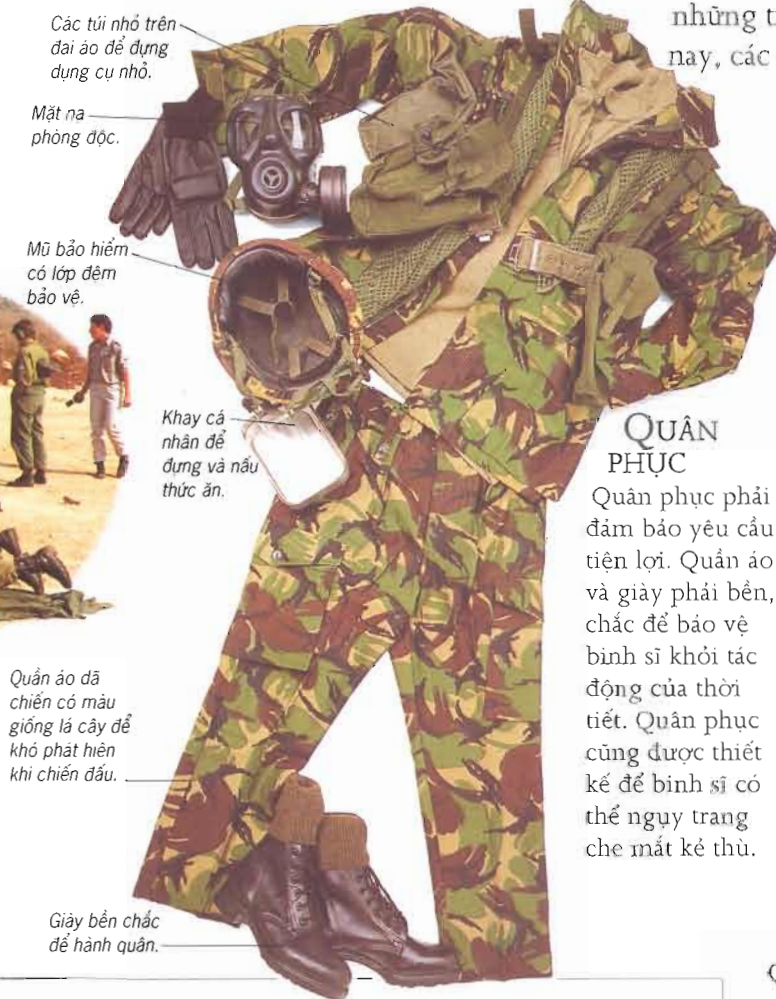 những t
nay, các
Các túi nhỏ trên
đai áo để đựng
dụng cụ nhỏ.
Mặt nạ
phòng độc.
Mũ bảo hiểm
có lớp đệm
bảo vệ.
Khay cá
nhân để
đựng và nấu
thức ăn.
QUÂN
PHỤC
Quân phục phải
đảm bảo yêu cầu
tiện lợi. Quần áo
và giày phải bền,
chắc để bảo vệ
binh sĩ khỏi tác
động của thời
tiết. Quân phục
cũng được thiết
kế để binh sĩ có
thể ngụy trang
che mắt kẻ thù.
Quần áo dã
chiến có màu
giống lá cây để
khó phát hiện
khi chiến đấu.
Giày bền chắc
để hành quân.